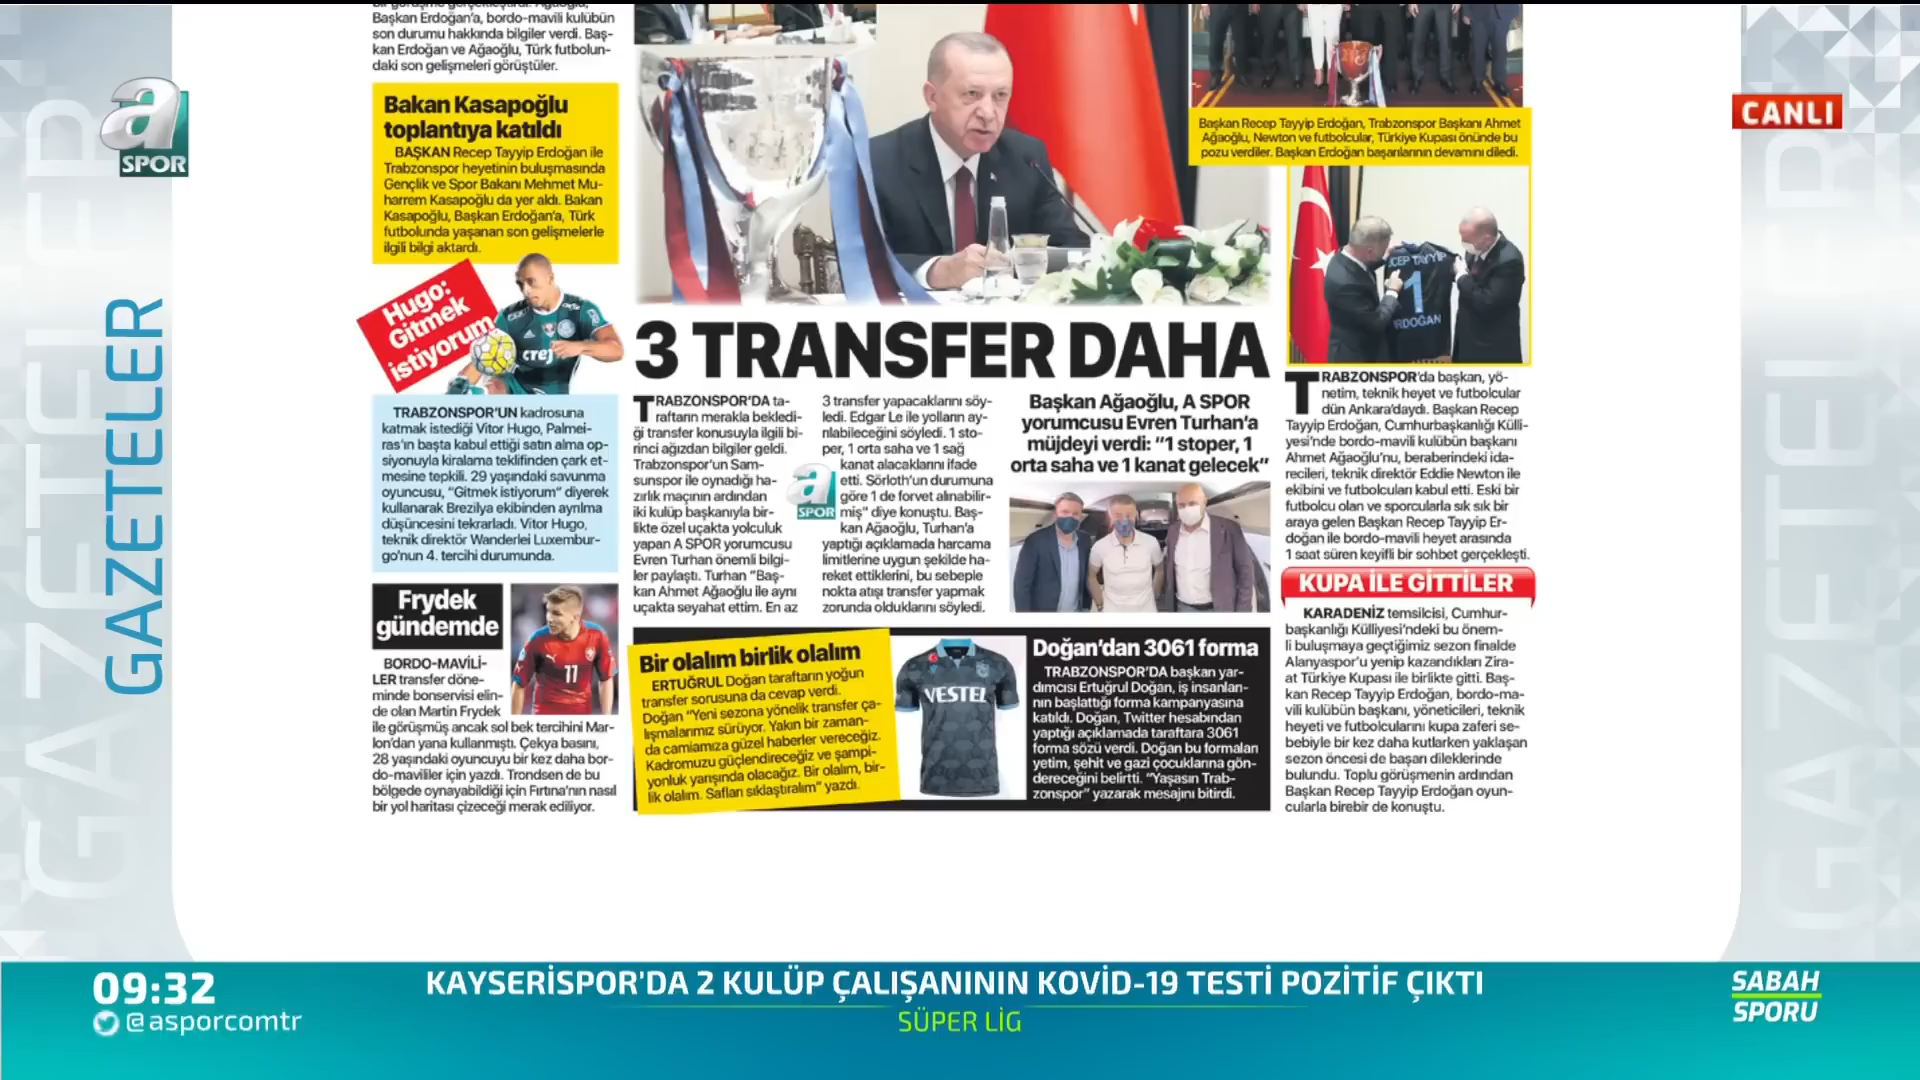 bir görüşme gerçekleştirdi. Ağaoğlu,
Başkan Erdoğan'a, bordo-mavili kulübün
son durumu hakkında bilgiler verdi. Baş-
kan Erdoğan ve Ağaoğlu, Türk futbolun-
daki son gelişmeleri görüştüler.
Bakan Kasapoğlu
toplantıya katıldı
BAŞKAN Recep Tayyip Erdoğan ile
Trabzonspor heyetinin buluşmasında
Gençlik ve Spor Bakanı Mehmet Mu-
harrem Kasapoğlu da yer aldı. Bakan
Kasapoğlu, Başkan Erdoğan'a, Türk
futbolunda yaşanan son gelişmelerle
ilgili bilgi aktardı.
Hugo:
Gitmek
istiyorum
crej
TRABZONSPOR'UN kadrosuna
katmak istediği Vitor Hugo, Palmei-
ras'ın başta kabul ettiği satın alma op-
siyonuyla kiralama teklifinden çark et-
mesine tepkili. 29 yaşındaki savunma
oyuncusu, "Gitmek istiyorum" diyerek
kullanarak Brezilya ekibinden ayrılma
düşüncesini tekrarladı. Vitor Hugo,
teknik direktör Wanderlei Luxembur-
go'nun 4. tercihi durumunda.
Frydek
gündemde
11
BORDO-MAVİLİ-
LER transfer döne-
minde bonservisi elin-
de olan Martin Frydek
ile görüşmüş ancak sol bek tercihini Mar-
lon'dan yana kullanmıştı. Çekya basını,
28 yaşındaki oyuncuyu bir kez daha bor-
do-mavililer için yazdı. Trondsen de bu
bölgede oynayabildiği için Fırtına'nın nasıl
bir yol haritası çizeceği merak ediliyor.
3 TRANSFER DAHA
TRABZONSPOR'DA ta-
raftarın merakla bekledi-
ği transfer konusuyla ilgili bi-
rinci ağızdan bilgiler geldi.
Trabzonspor'un Sam-
sunspor ile oynadığı ha-
zırlık maçının ardından
iki kulüp başkanıyla bir-
likte özel uçakta yolculuk
yapan A SPOR yorumcusu
Evren Turhan önemli bilgi-
ler paylaştı. Turhan "Baş-
kan Ahmet Ağaoğlu ile aynı
uçakta seyahat ettim. En az
3 transfer yapacaklarını söy-
ledi. Edgar Le ile yolların ay-
rılabileceğini söyledi. 1 sto-
per, 1 orta saha ve 1 sağ
kanat alacaklarını ifade
etti. Sörloth'un durumuna
göre 1 de forvet alınabilir-
miş" diye konuştu. Baş-
kan Ağaoğlu, Turhan'a
yaptığı açıklamada harcama
limitlerine uygun şekilde ha-
reket ettiklerini, bu sebeple
nokta atışı transfer yapmak
zorunda olduklarını söyledi.
a
SPOR
Başkan Ağaoğlu, A SPOR
yorumcusu Evren Turhan'a
müjdeyi verdi: "1 stoper, 1
orta saha ve 1 kanat gelecek"
Bir olalım birlik olalım
ERTUĞRUL Doğan taraftarın yoğun
transfer sorusuna da cevap verdi.
Doğan "Yeni sezona yönelik transfer ça-
lışmalarımız sürüyor. Yakın bir zaman-
da camiamıza güzel haberler vereceğiz.
Kadromuzu güçlendireceğiz ve şampi-
yonluk yarışında olacağız. Bir olalım, bir-
lik olalım. Safları sıklaştıralım" yazdı.
VESTEL
Doğan'dan 3061 forma
TRABZONSPOR'DA başkan yar-
dımcısı Ertuğrul Doğan, iş insanları-
nın başlattığı forma kampanyasına
katıldı. Doğan, Twitter hesabından
yaptığı açıklamada taraftara 3061
forma sözü verdi. Doğan bu formaları
yetim, şehit ve gazi çocuklarına gön-
dereceğini belirtti. "Yaşasın Trab-
zonspor" yazarak mesajını bitirdi.
Başkan Recep Tayyip Erdoğan, Trabzonspor Başkanı Ahmet
Ağaoğlu, Newton ve futbolcular, Türkiye Kupası önünde bu
pozu verdiler. Başkan Erdoğan başarılarının devamını diledi.
CEP TAYYİP
1
RDOĞAN
TRABZONSPOR'da başkan, yö-
netim, teknik heyet ve futbolcular
dün Ankara'daydı. Başkan Recep
Tayyip Erdoğan, Cumhurbaşkanlığı Külli-
yesi'nde bordo-mavili kulübün başkanı
Ahmet Ağaoğlu'nu, beraberindeki ida-
recileri, teknik direktör Eddie Newton ile
ekibini ve futbolcuları kabul etti. Eski bir
futbolcu olan ve sporcularla sık sık bir
araya gelen Başkan Recep Tayyip Er-
doğan ile bordo-mavili heyet arasında
1 saat süren keyifli bir sohbet gerçekleşti.
KUPA İLE GİTTİLER
KARADENİZ temsilcisi, Cumhur-
başkanlığı Külliyesi'ndeki bu önem-
li buluşmaya geçtiğimiz sezon finalde
Alanyaspor'u yenip kazandıkları Zira-
at Türkiye Kupası ile birlikte gitti. Baş-
kan Recep Tayyip Erdoğan, bordo-ma-
vili kulübün başkanı, yöneticileri, teknik
heyeti ve futbolcularını kupa zaferi se-
bebiyle bir kez daha kutlarken yaklaşan
sezon öncesi de başarı dileklerinde
bulundu. Toplu görüşmenin ardından
Başkan Recep Tayyip Erdoğan oyun-
cularla birebir de konuştu.
a
SPOR
CANLI
GAZETELER
GAZETELER
GAZETELER
09:32
@asporcomtr
KAYSERİSPOR'DA 2 KULÜP ÇALIŞANININ KOVİD-19 TESTİ POZİTİF ÇIKTI
SÜPER LİG
SABAH
SPORU